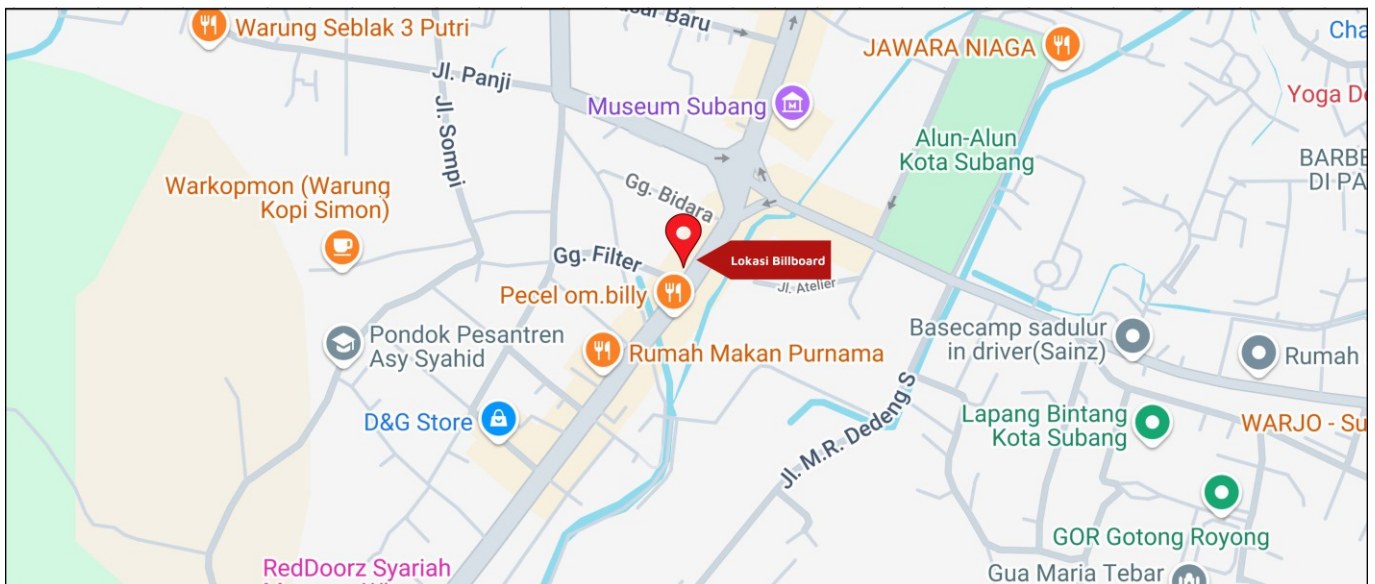 Warung Seblak 3 Putri
Baru
JAWARA NIAGA
Jl. Panji
Jl. Sompi
Museum Subang
Alun-Alun
Kota Subang
Warkopmon (Warung
Kopi Simon)
Gg. Bidara
Gg. Filter
Lokasi Billboard
Jl. Atelier
Pecel om.billy
Pondok Pesantren
Asy Syahid
Rumah Makan Purnama
Basecamp sadulur
in driver(Sainz)
Rumah
D&G Store
Jl. M.R. Dedeng S
Lapang Bintang
Kota Subang
WARJO - Su
GOR Gotong Royong
RedDoorz Syariah
Gua Maria Tebar
Cha
Yoga De
BARBE
DI PA